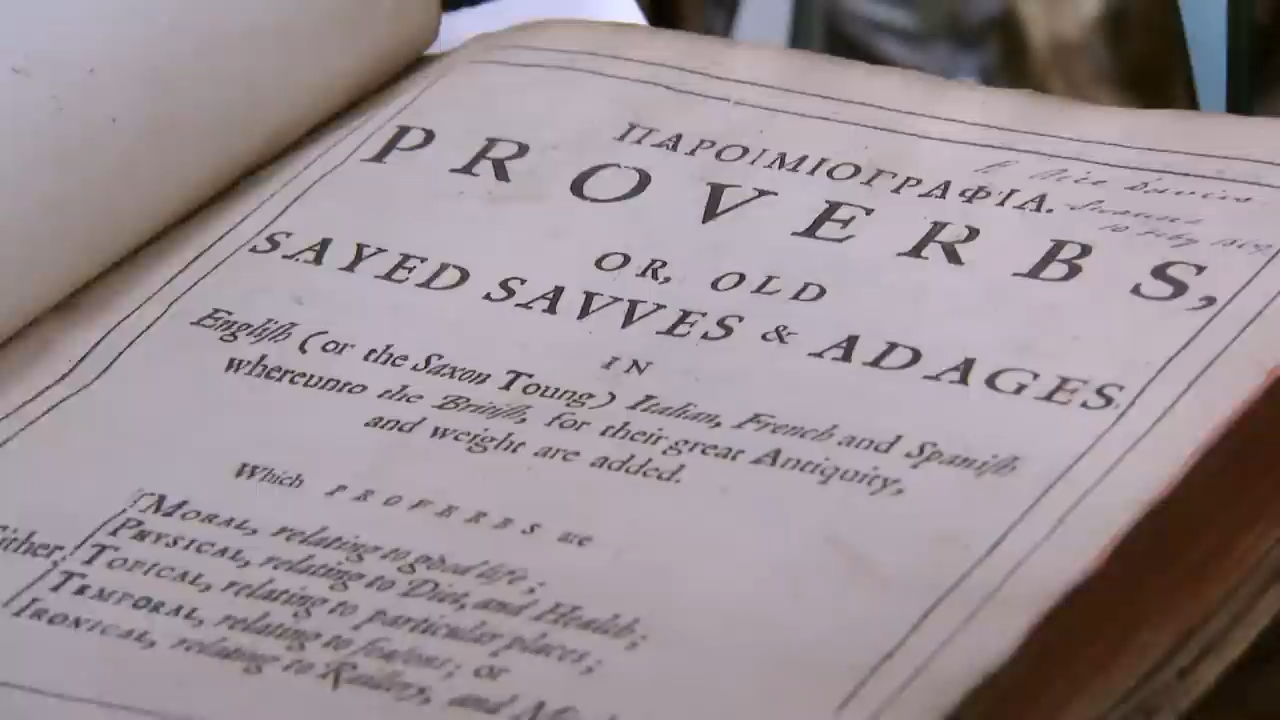 ΠΑΡΟΙΜΙΟΓΡΑΦΙΑ.
PROVERBS,
OR, OLD
SAYED SAVVES & ADAGES
IN
Engliſh (or the Saxon Toung) Italian, French and Spaniſh
whereunto the Britiſh, for their great Antiquity,
and weight are added.
Which PROVERBS are
MORAL, relating to good life;
PHYSICAL, relating to Diet, and Health;
either
TOPICAL, relating to particular places;
TEMPORAL, relating to ſeaſons; or
IRONICAL, relating to Raillery, and